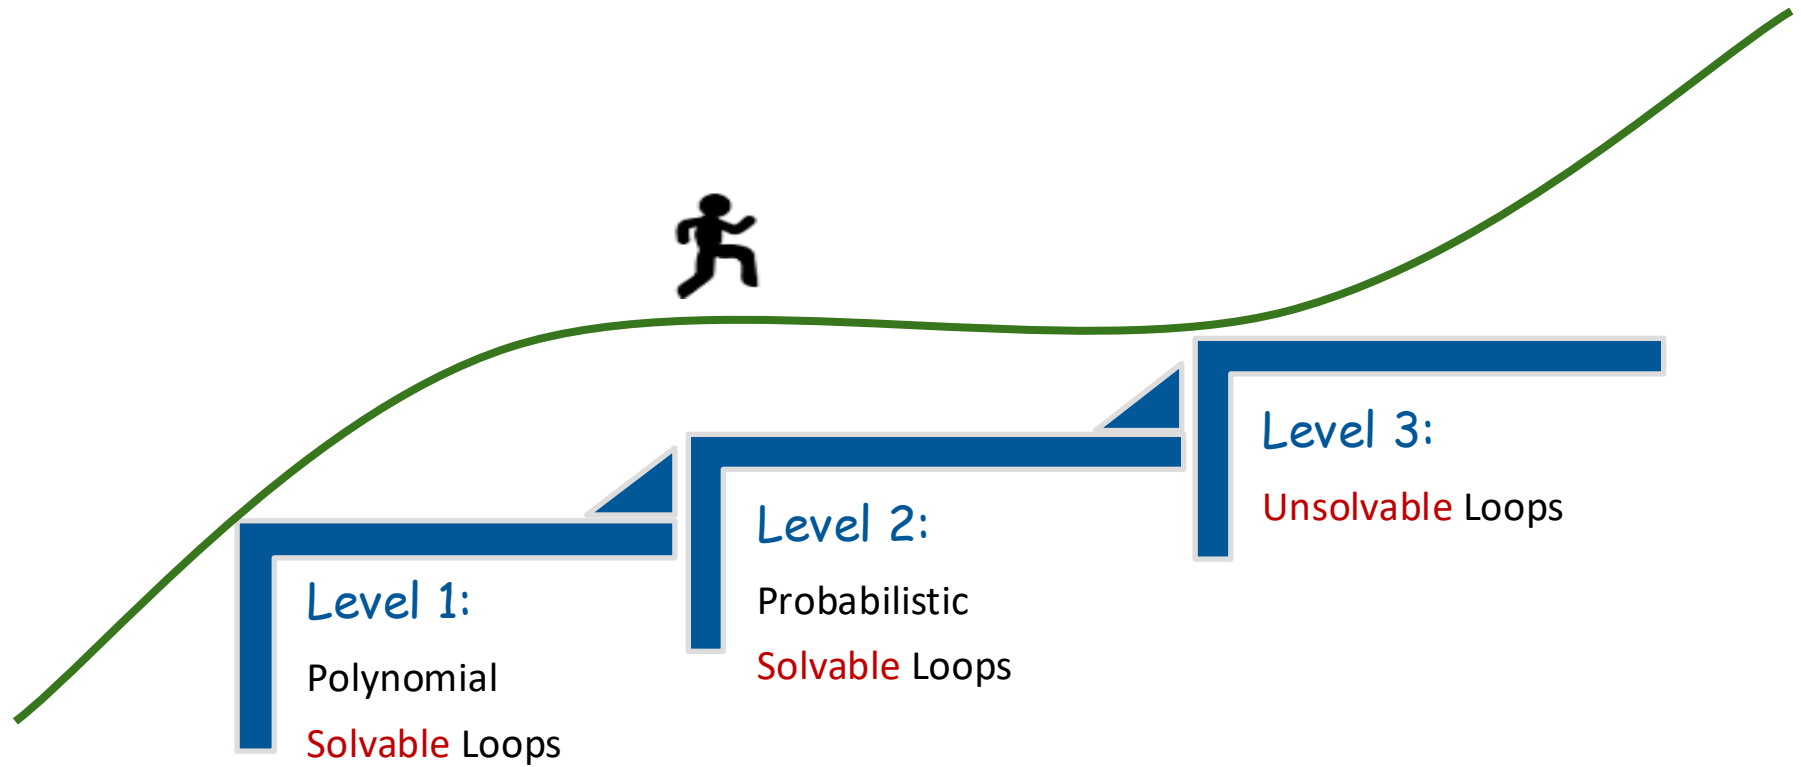 Level 1:
Polynomial
Solvable Loops
Level 2:
Probabilistic
Solvable Loops
Level 3:
Unsolvable Loops